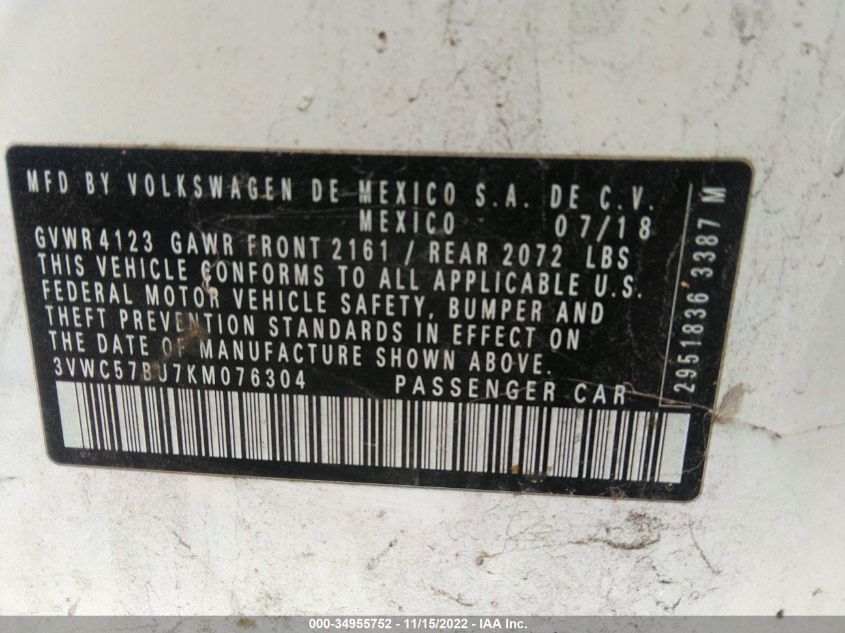 MFD BY VOLKSWAGEN DE MEXICO S.A. DE C.V.
MEXICO 07/18
GVWR 4123 GAWR FRONT 2161 / REAR 2072 LBS
THIS VEHICLE CONFORMS TO ALL APPLICABLE U.S.
FEDERAL MOTOR VEHICLE SAFETY, BUMPER AND
THEFT PREVENTION STANDARDS IN EFFECT ON
THE DATE OF MANUFACTURE SHOWN ABOVE.
3VWC57BU7KM076304 PASSENGER CAR
2951836 3387 M
000-34955752 - 11/15/2022 - IAA Inc.